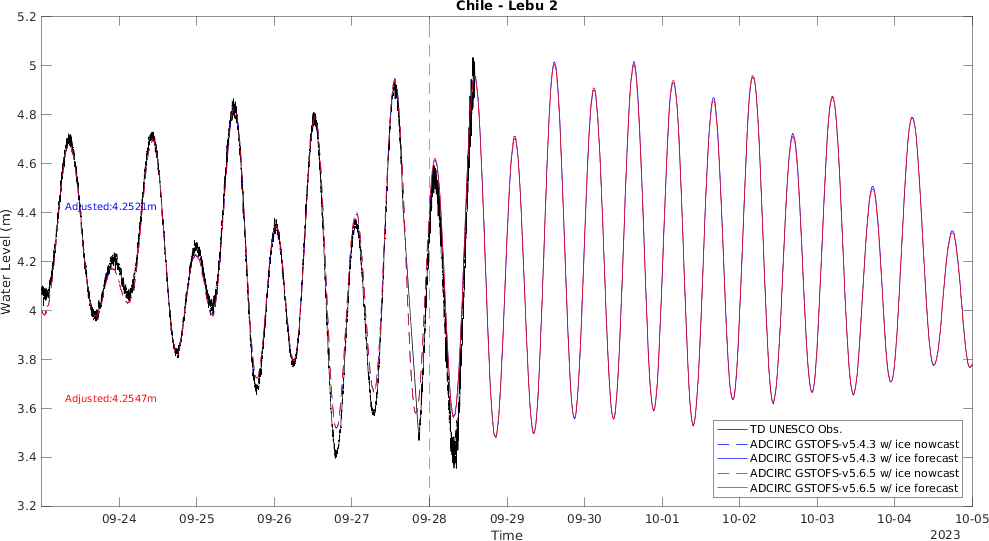 Chile - Lebu 2
5.2
5
4.8
4.6
4.4
4.2
4
3.8
3.6
3.4
3.2
Water Level (m)
Adjusted:4.2521m
Adjusted:4.2547m
TD UNESCO Obs.
ADCIRC GSTOFS-v5.4.3 w/ ice nowcast
ADCIRC GSTOFS-v5.4.3 w/ ice forecast
ADCIRC GSTOFS-v5.6.5 w/ ice nowcast
ADCIRC GSTOFS-v5.6.5 w/ ice forecast
09-24 09-25 09-26 09-27 09-28 09-29 09-30 10-01 10-02 10-03 10-04 10-05
Time
2023